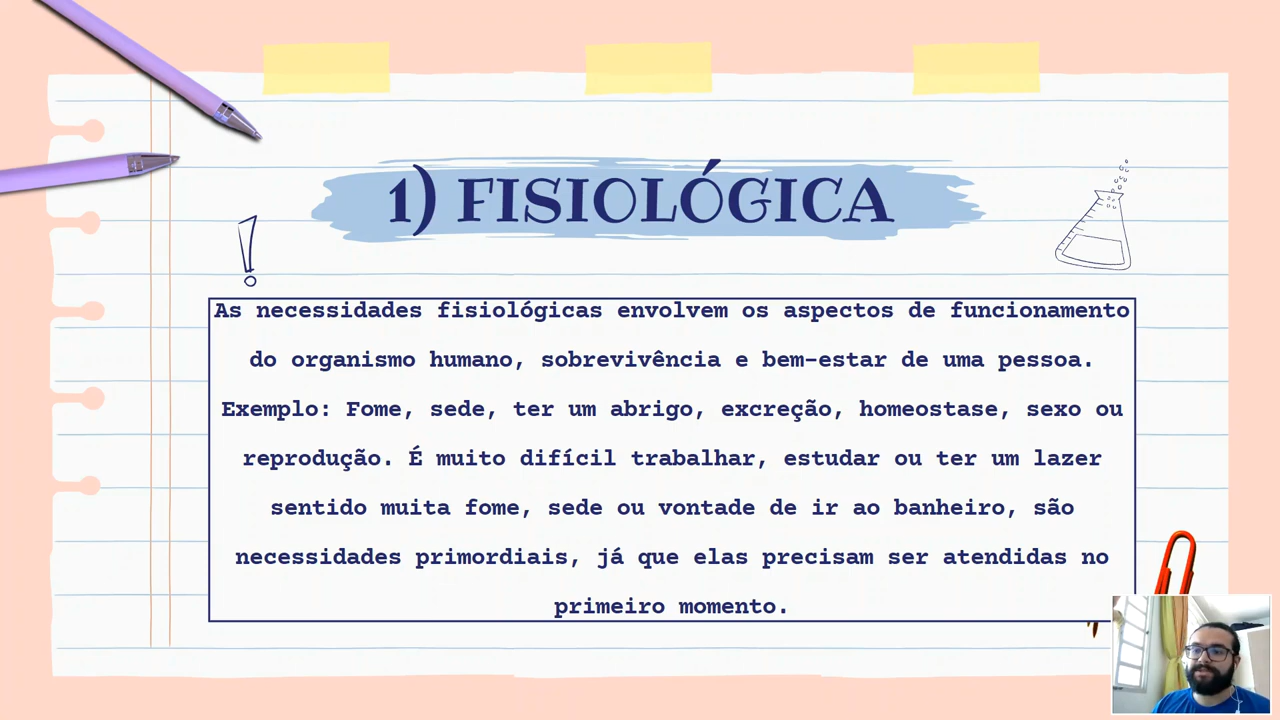 1) FISIOLÓGICA
As necessidades fisiológicas envolvem os aspectos de funcionamento
do organismo humano, sobrevivência e bem-estar de uma pessoa.
Exemplo: Fome, sede, ter um abrigo, excreção, homeostase, sexo ou
reprodução. É muito difícil trabalhar, estudar ou ter um lazer
sentido muita fome, sede ou vontade de ir ao banheiro, são
necessidades primordiais, já que elas precisam ser atendidas no
primeiro momento.